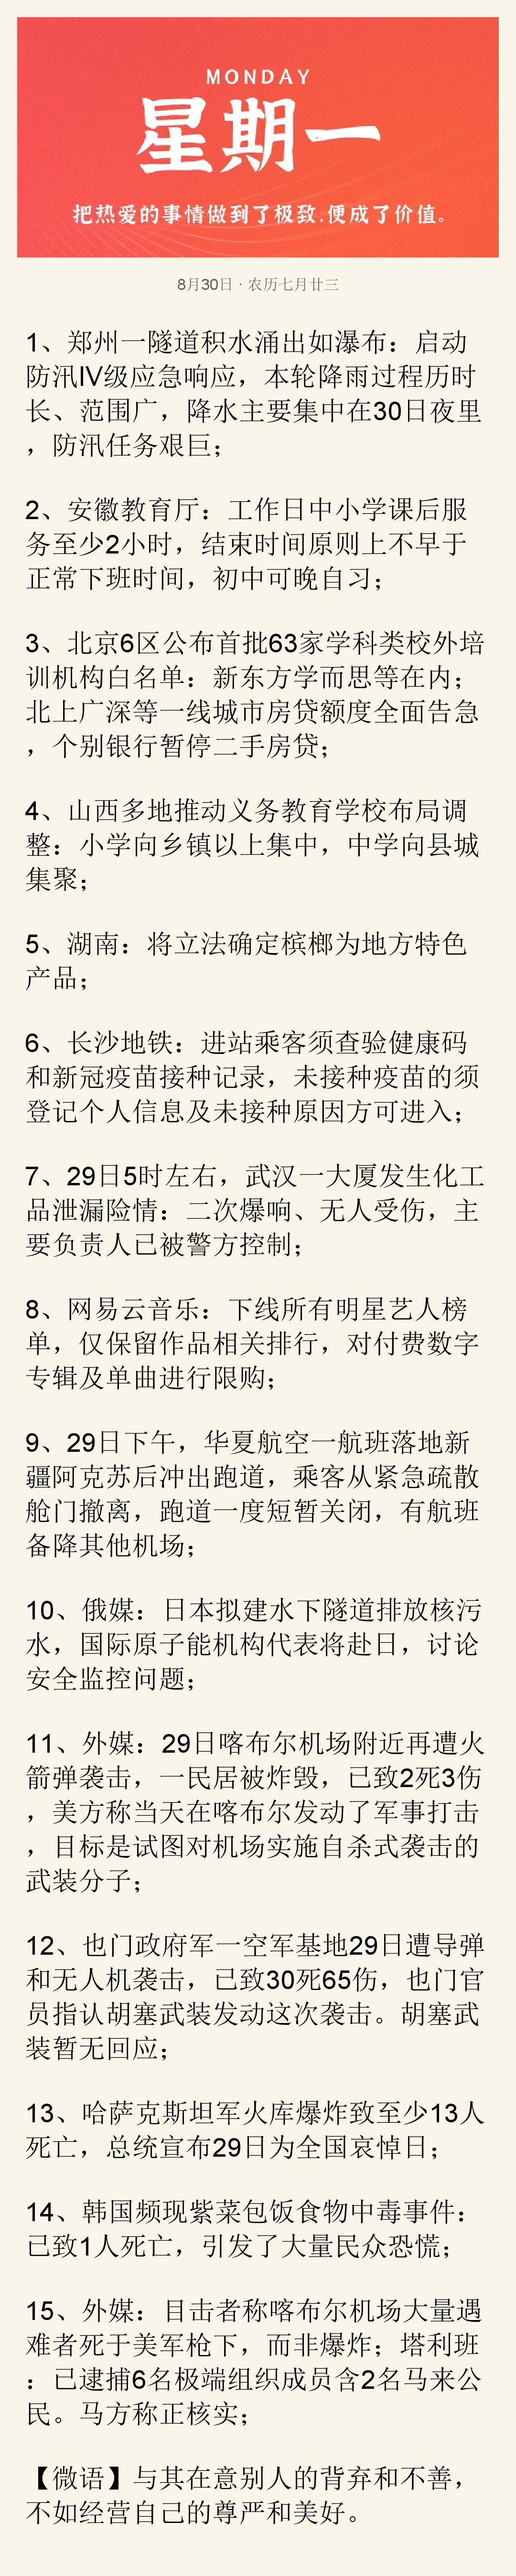 MONDAY
星期一
把热爱的事情做到了极致,便成了价值。
8月30日 · 农历七月廿三
1、郑州一隧道积水涌出如瀑布：启动
防汛IV级应急响应，本轮降雨过程历时
长、范围广，降水主要集中在30日夜里
，防汛任务艰巨；
2、安徽教育厅：工作日中小学课后服
务至少2小时，结束时间原则上不早于
正常下班时间，初中可晚自习；
3、北京6区公布首批63家学科类校外培
训机构白名单：新东方学而思等在内；
北上广深等一线城市房贷额度全面告急
，个别银行暂停二手房贷；
4、山西多地推动义务教育学校布局调
整：小学向乡镇以上集中，中学向县城
集聚；
5、湖南：将立法确定槟榔为地方特色
产品；
6、长沙地铁：进站乘客须查验健康码
和新冠疫苗接种记录，未接种疫苗的须
登记个人信息及未接种原因方可进入；
7、29日5时左右，武汉一大厦发生化工
品泄漏险情：二次爆响、无人受伤，主
要负责人已被警方控制；
8、网易云音乐：下线所有明星艺人榜
单，仅保留作品相关排行，对付费数字
专辑及单曲进行限购；
9、29日下午，华夏航空一航班落地新
疆阿克苏后冲出跑道，乘客从紧急疏散
舱门撤离，跑道一度短暂关闭，有航班
备降其他机场；
10、俄媒：日本拟建水下隧道排放核污
水，国际原子能机构代表将赴日，讨论
安全监控问题；
11、外媒：29日喀布尔机场附近再遭火
箭弹袭击，一民居被炸毁，已致2死3伤
，美方称当天在喀布尔发动了军事打击
，目标是试图对机场实施自杀式袭击的
武装分子；
12、也门政府军一空军基地29日遭导弹
和无人机袭击，已致30死65伤，也门官
员指认胡塞武装发动这次袭击。胡塞武
装暂无回应；
13、哈萨克斯坦军火库爆炸致至少13人
死亡，总统宣布29日为全国哀悼日；
14、韩国频现紫菜包饭食物中毒事件：
已致1人死亡，引发了大量民众恐慌；
15、外媒：目击者称喀布尔机场大量遇
难者死于美军枪下，而非爆炸；塔利班
：已逮捕6名极端组织成员含2名马来公
民。马方称正核实；
【微语】与其在意别人的背弃和不善，
不如经营自己的尊严和美好。